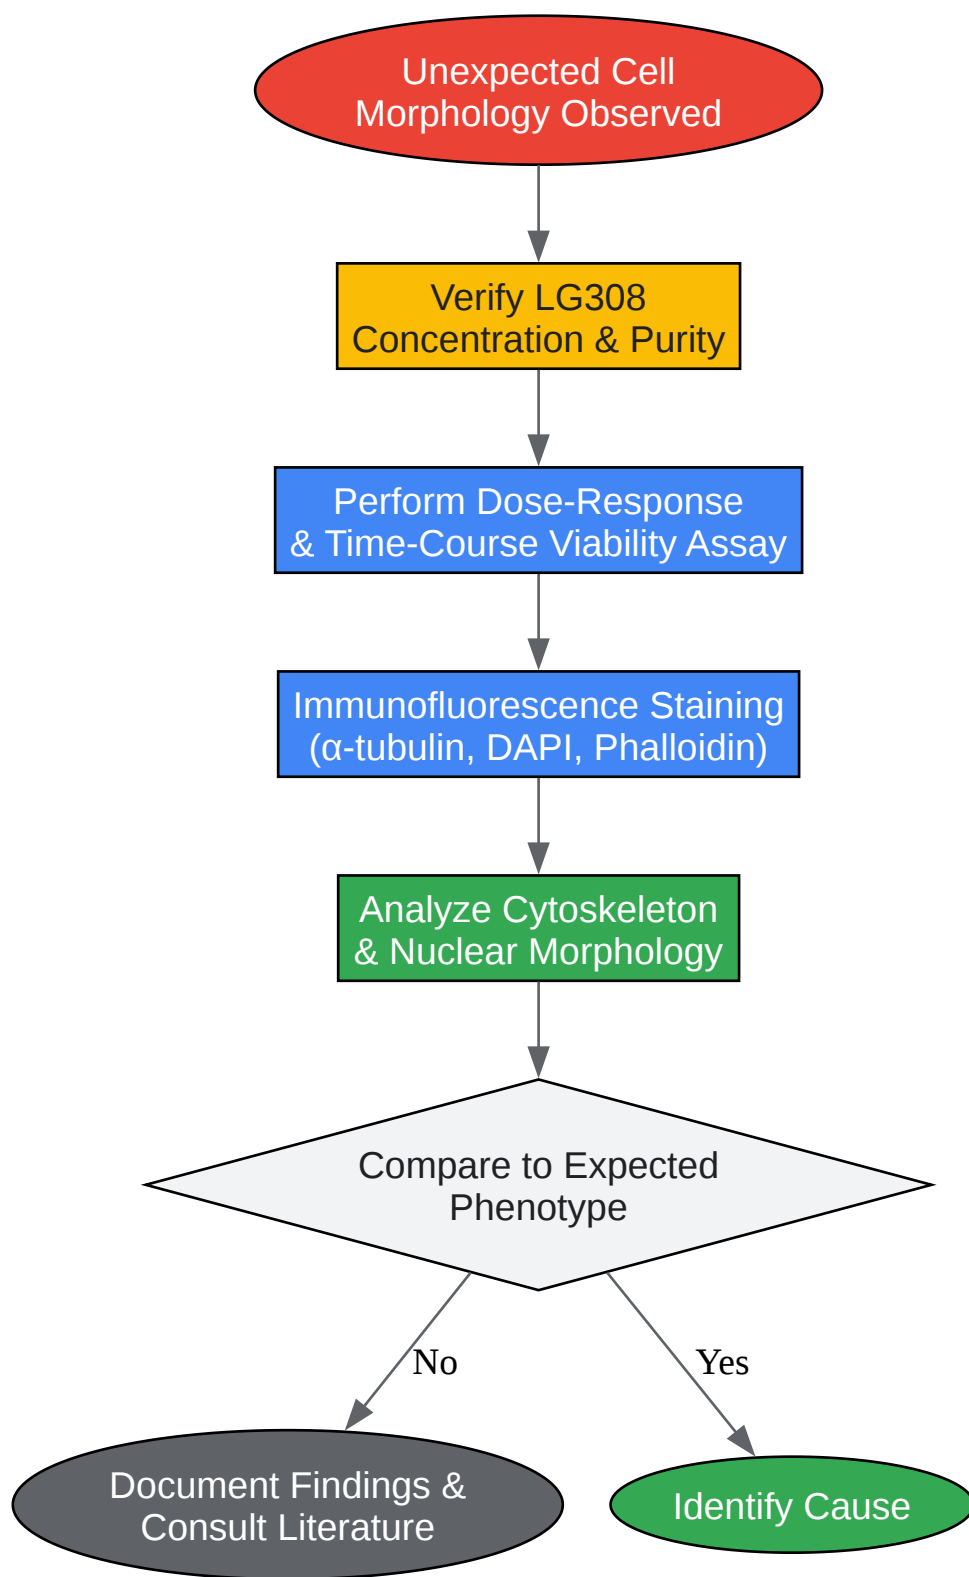 Unexpected Cell
Morphology Observed
Verify LG308
Concentration & Purity
Perform Dose-Response
& Time-Course Viability Assay
Immunofluorescence Staining
(α-tubulin, DAPI, Phalloidin)
Analyze Cytoskeleton
& Nuclear Morphology
Compare to Expected
Phenotype
No
Yes
Document Findings &
Consult Literature
Identify Cause